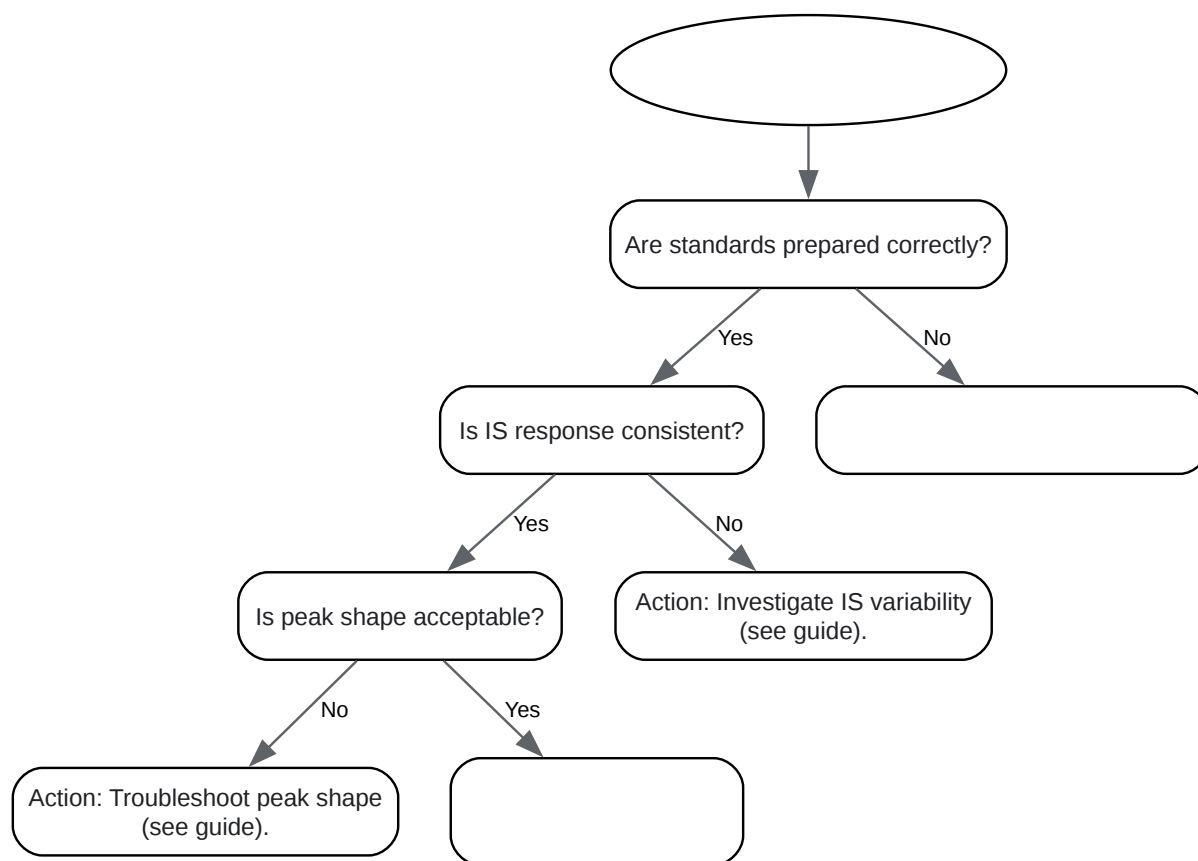 Are standards prepared correctly?
Yes
No
Is IS response consistent?
Yes
No
Is peak shape acceptable?
Action: Investigate IS variability
(see guide).
No
Yes
Action: Troubleshoot peak shape
(see guide).